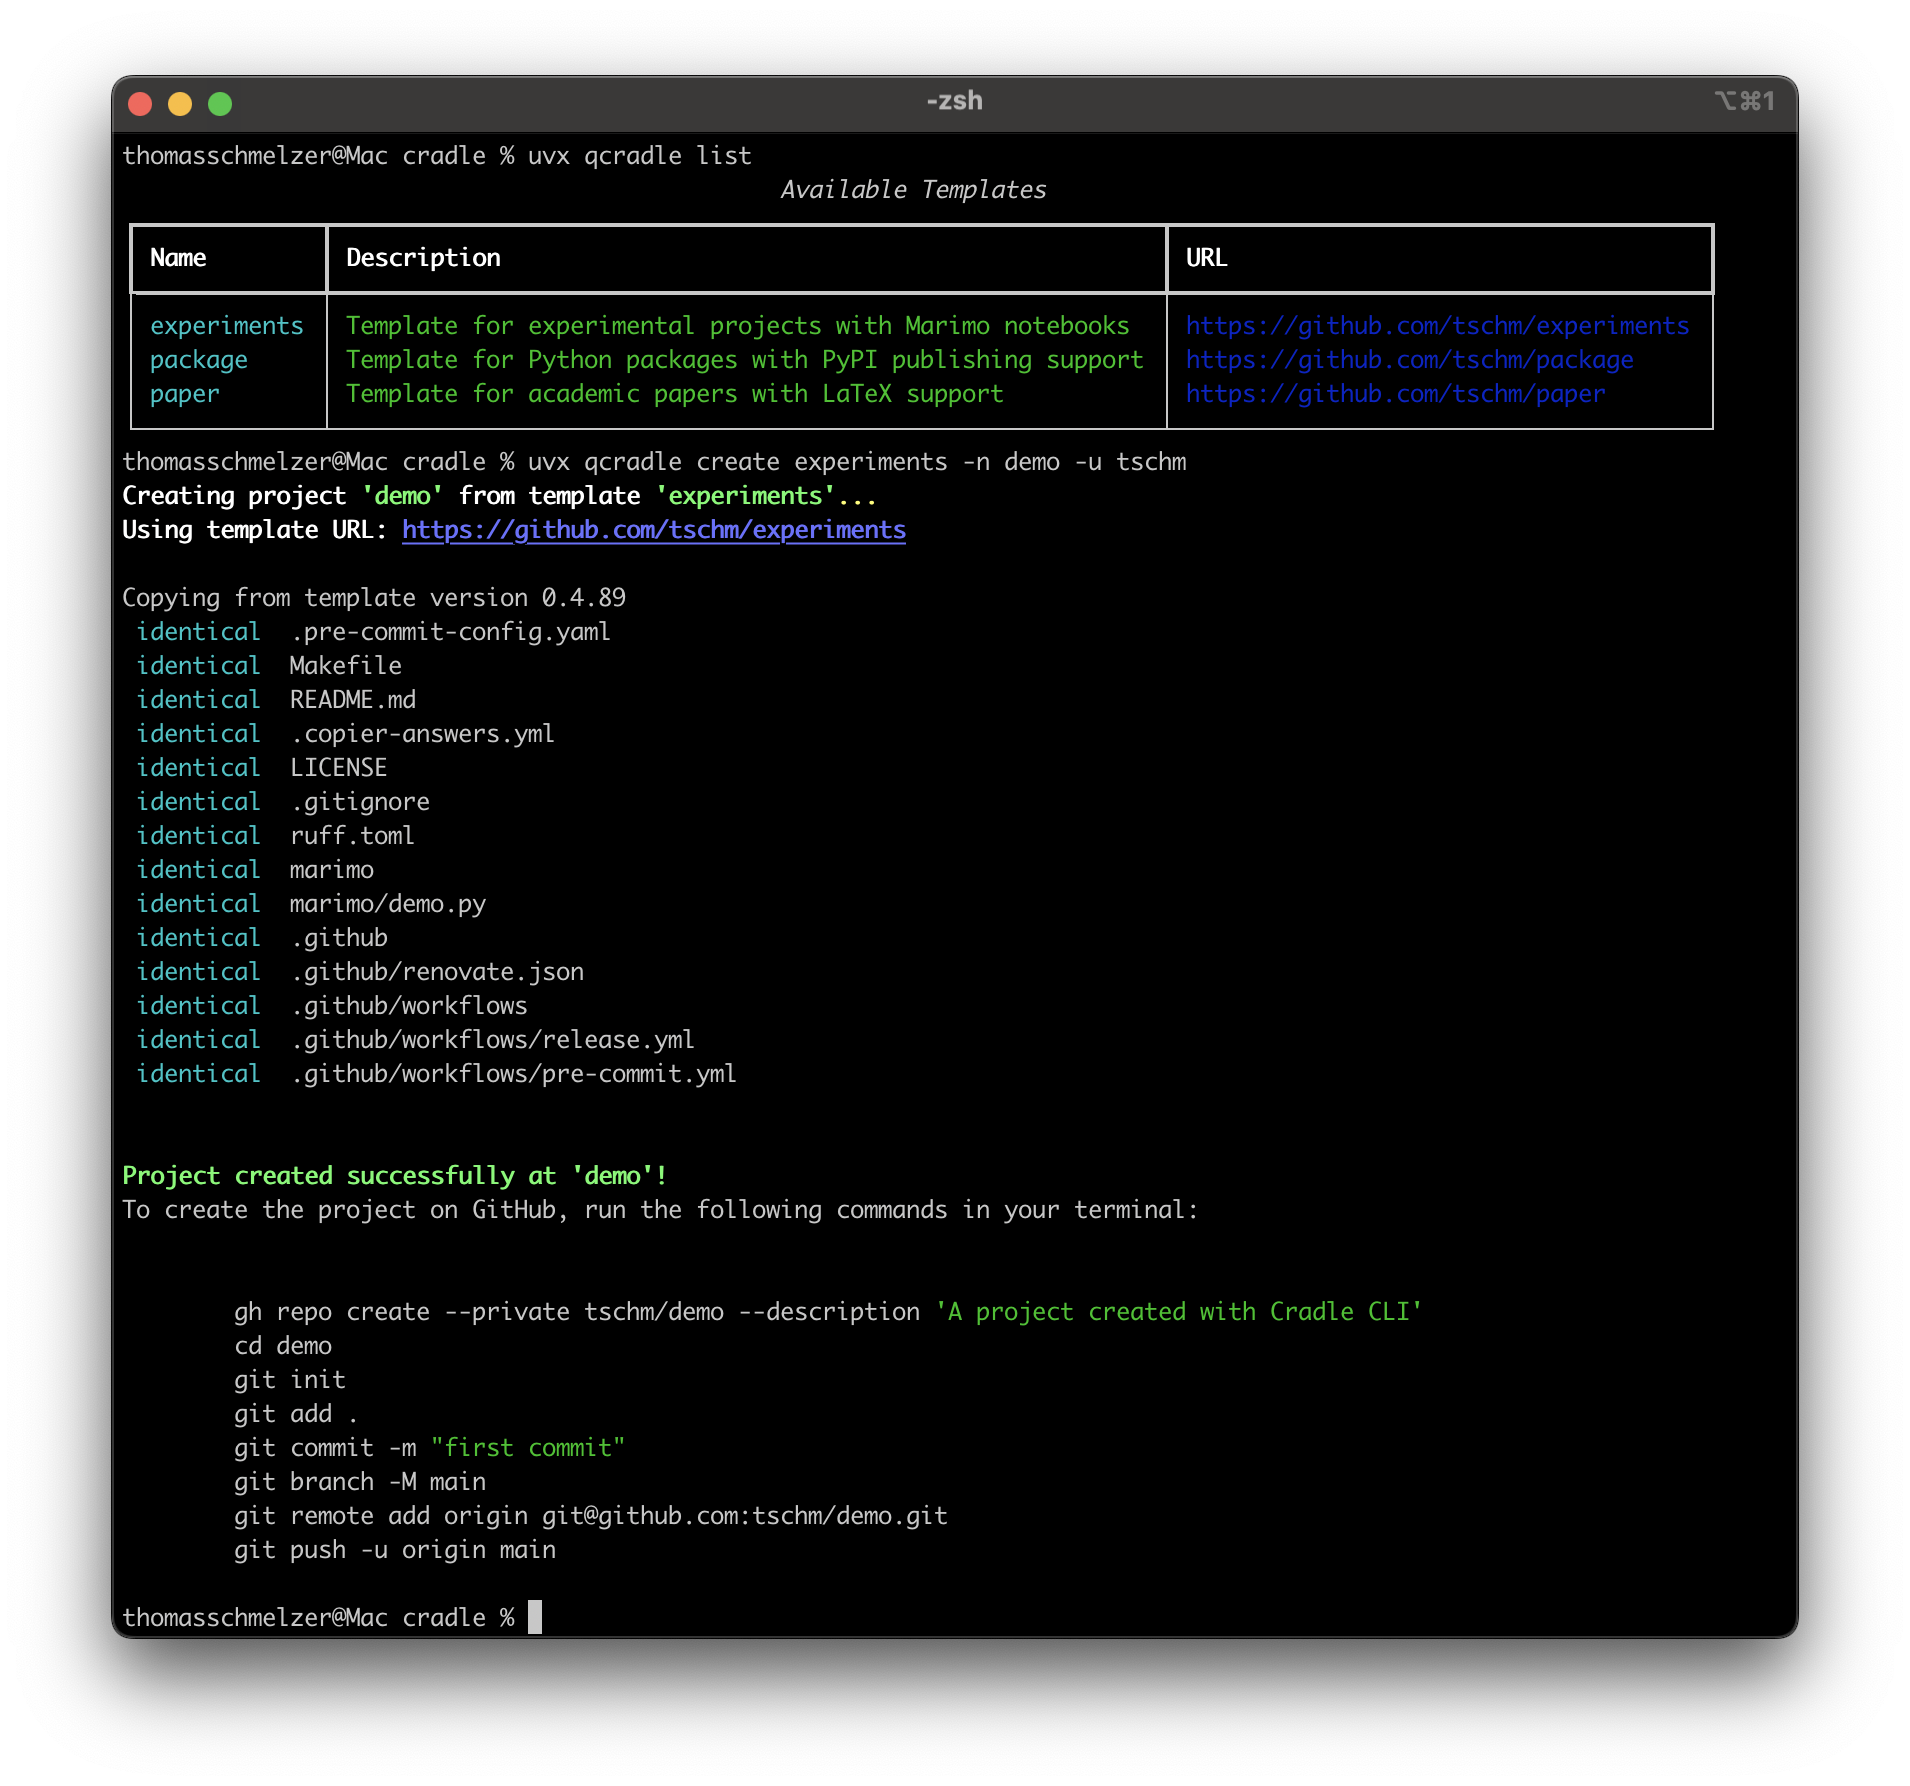 -zsh
⌥⌘1
thomasschmelzer@Mac cradle % uvx qcradle list
Available Templates
Name Description URL
experiments Template for experimental projects with Marimo notebooks https://github.com/tschm/experiments
package Template for Python packages with PyPI publishing support https://github.com/tschm/package
paper Template for academic papers with LaTeX support https://github.com/tschm/paper
thomasschmelzer@Mac cradle % uvx qcradle create experiments -n demo -u tschm
Creating project 'demo' from template 'experiments'...
Using template URL: https://github.com/tschm/experiments
Copying from template version 0.4.89
identical .pre-commit-config.yaml
identical Makefile
identical README.md
identical .copier-answers.yml
identical LICENSE
identical .gitignore
identical ruff.toml
identical marimo
identical marimo/demo.py
identical .github
identical .github/renovate.json
identical .github/workflows
identical .github/workflows/release.yml
identical .github/workflows/pre-commit.yml
Project created successfully at 'demo'!
To create the project on GitHub, run the following commands in your terminal:
gh repo create --private tschm/demo --description 'A project created with Cradle CLI'
cd demo
git init
git add .
git commit -m "first commit"
git branch -M main
git remote add origin git@github.com:tschm/demo.git
git push -u origin main
thomasschmelzer@Mac cradle %